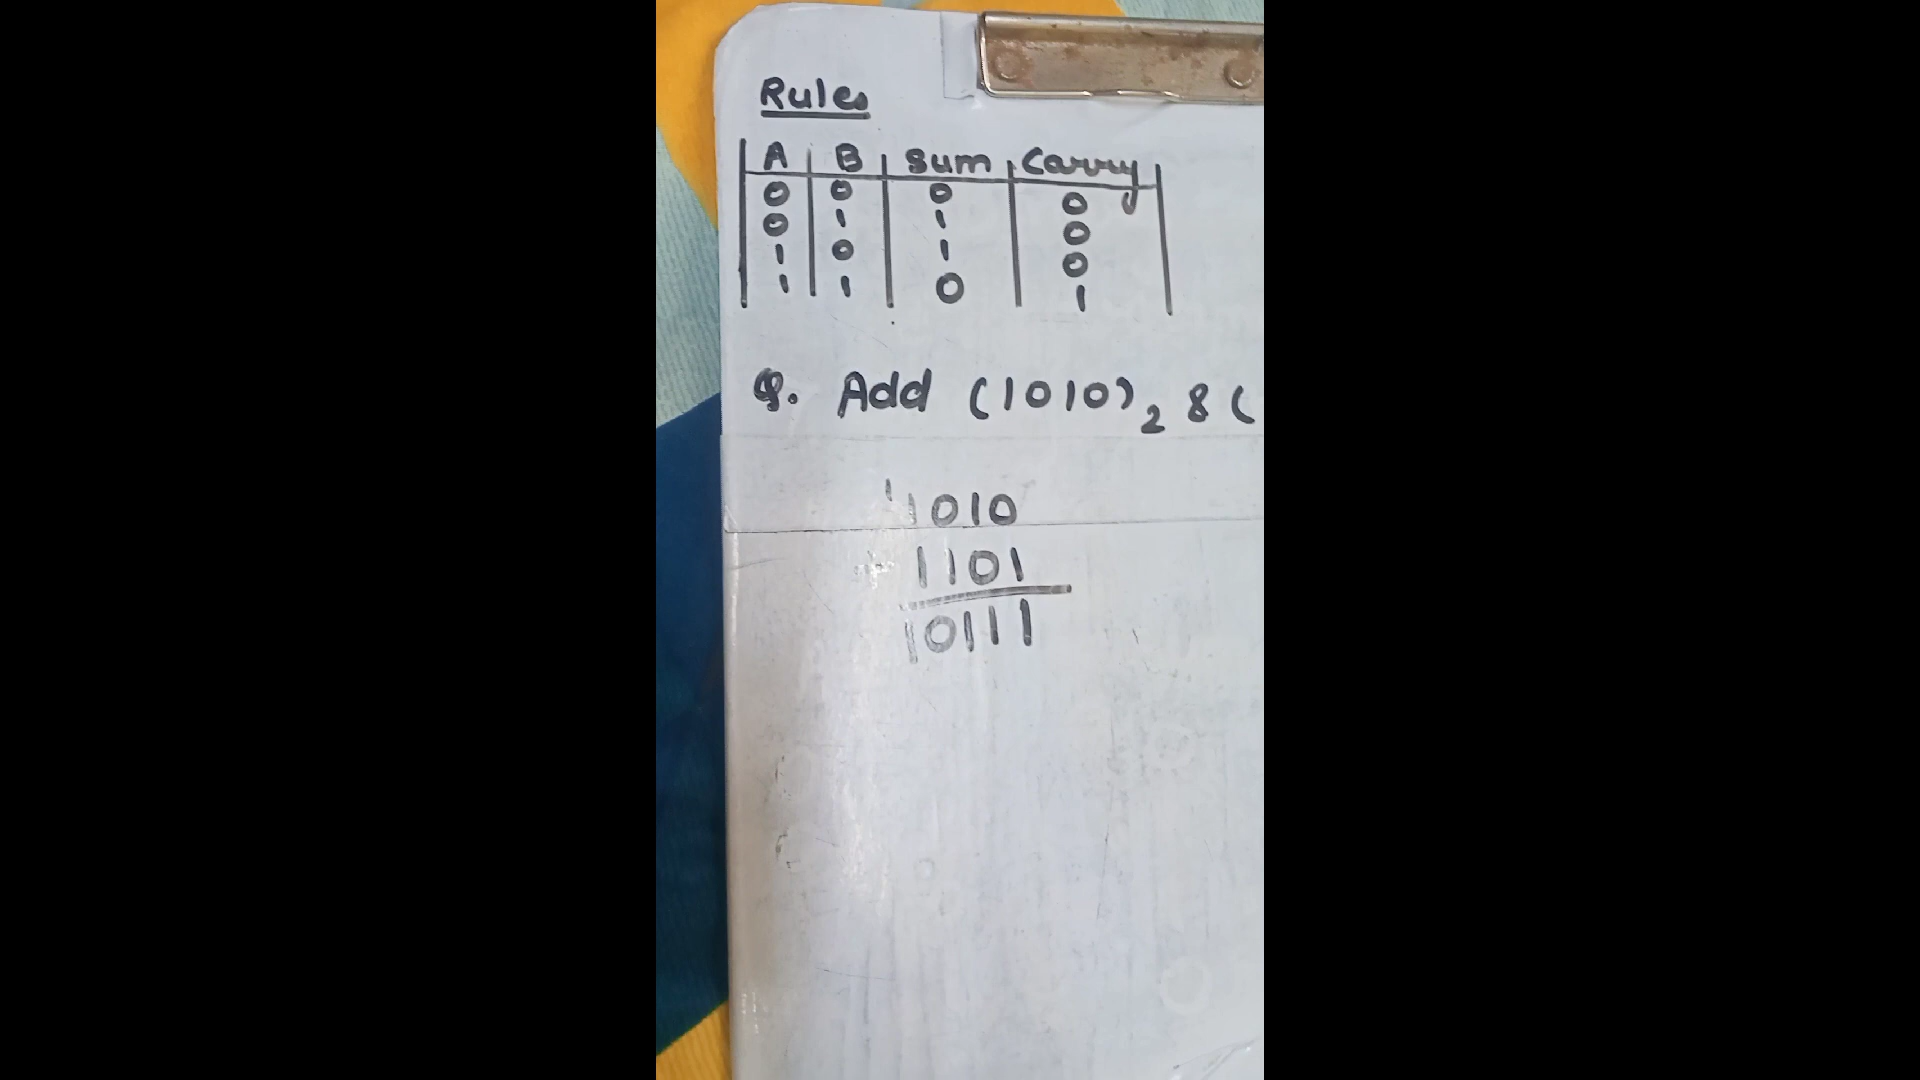 Rules
A B Sum Carry
0 0 0 0
0 1 1 0
1 0 1 0
1 1 0 1
Q. Add (1010)2 & (
1 1010
+ 1101
10111